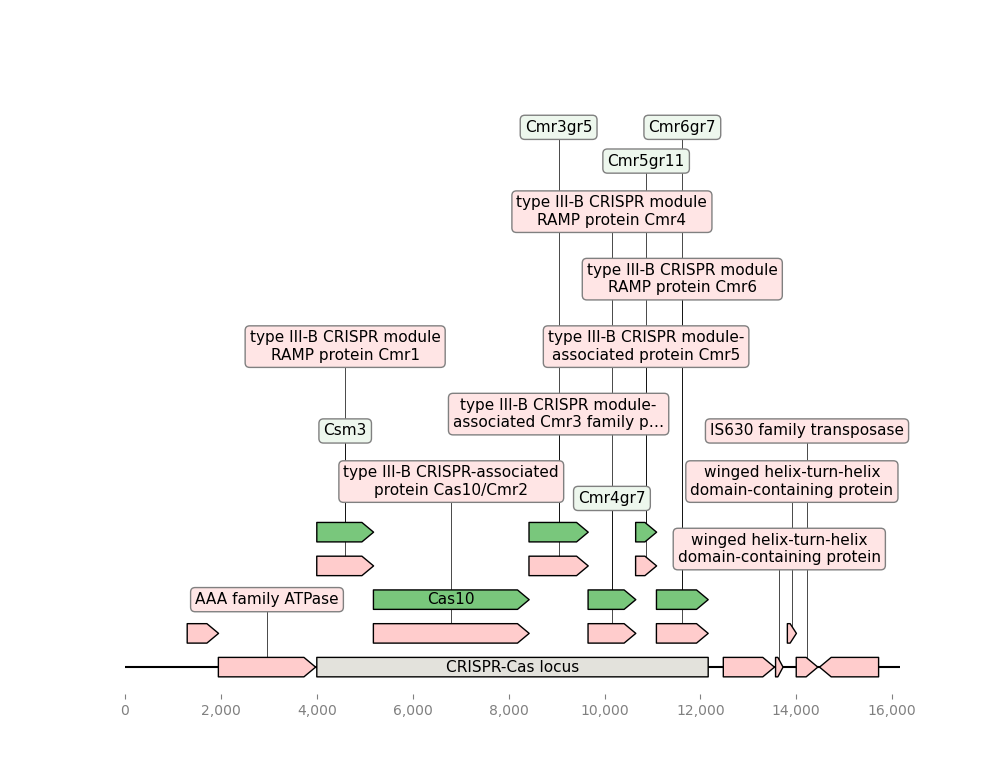 Cmr3gr5
Cmr6gr7
Cmr5gr11
type III-B CRISPR module
RAMP protein Cmr4
type III-B CRISPR module
RAMP protein Cmr6
type III-B CRISPR module
RAMP protein Cmr1
type III-B CRISPR module-
associated protein Cmr5
type III-B CRISPR module-
associated Cmr3 family p…
Csm3
IS630 family transposase
type III-B CRISPR-associated
protein Cas10/Cmr2
winged helix-turn-helix
domain-containing protein
Cmr4gr7
winged helix-turn-helix
domain-containing protein
AAA family ATPase
Cas10
CRISPR-Cas locus
0
2,000
4,000
6,000
8,000
10,000
12,000
14,000
16,000